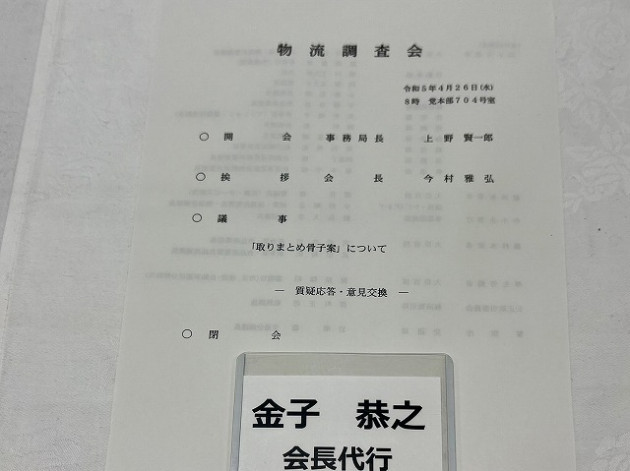 物流調査会
令和5年4月26日(水)
8時 党本部704号室
○ 開会 事務局長 上野賢一郎
○ 挨拶 会長 今村雅弘
○ 議事
「取りまとめ骨子案」について
― 質疑応答・意見交換 ―
○ 閉会
金子 恭之
会長代行